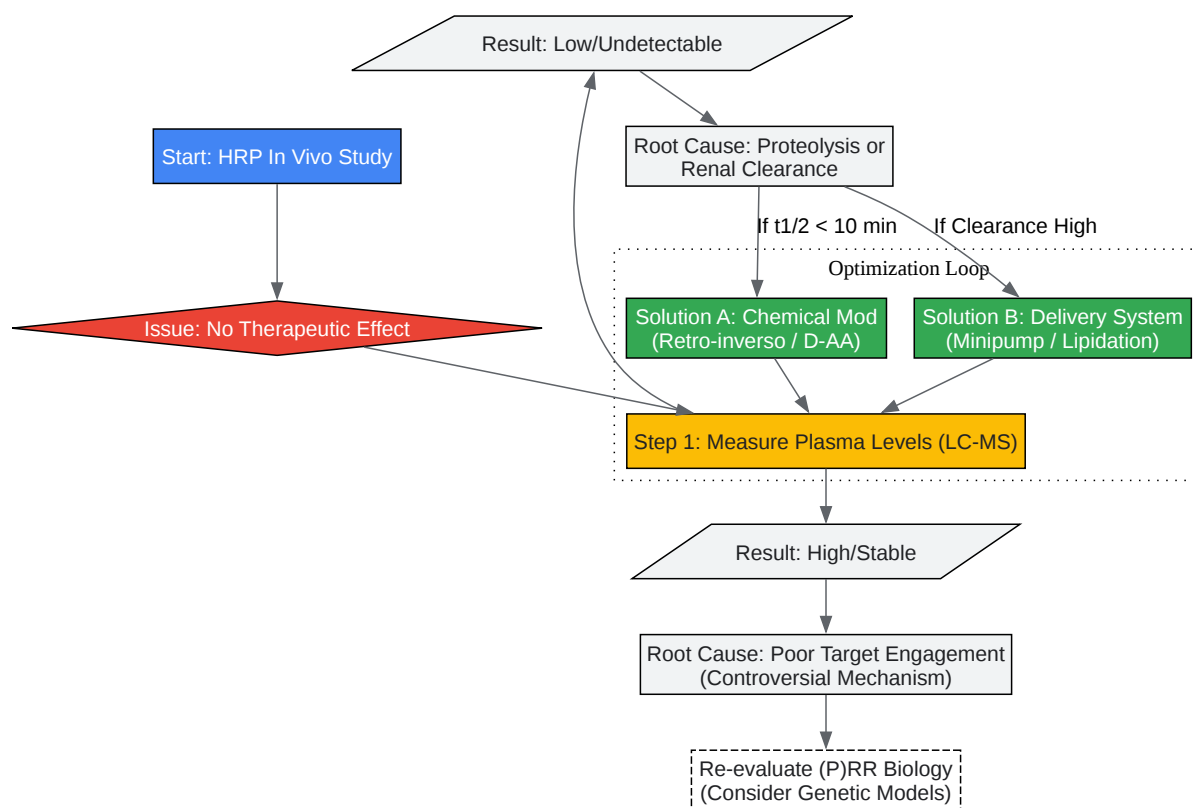 Result: Low/Undetectable
Start: HRP In Vivo Study
Root Cause: Proteolysis or
Renal Clearance
If t1/2 < 10 min
If Clearance High
Optimization Loop
Issue: No Therapeutic Effect
Solution A: Chemical Mod
(Retro-inverso / D-AA)
Solution B: Delivery System
(Minipump / Lipidation)
Step 1: Measure Plasma Levels (LC-MS)
Result: High/Stable
Root Cause: Poor Target Engagement
(Controversial Mechanism)
Re-evaluate (P)RR Biology
(Consider Genetic Models)